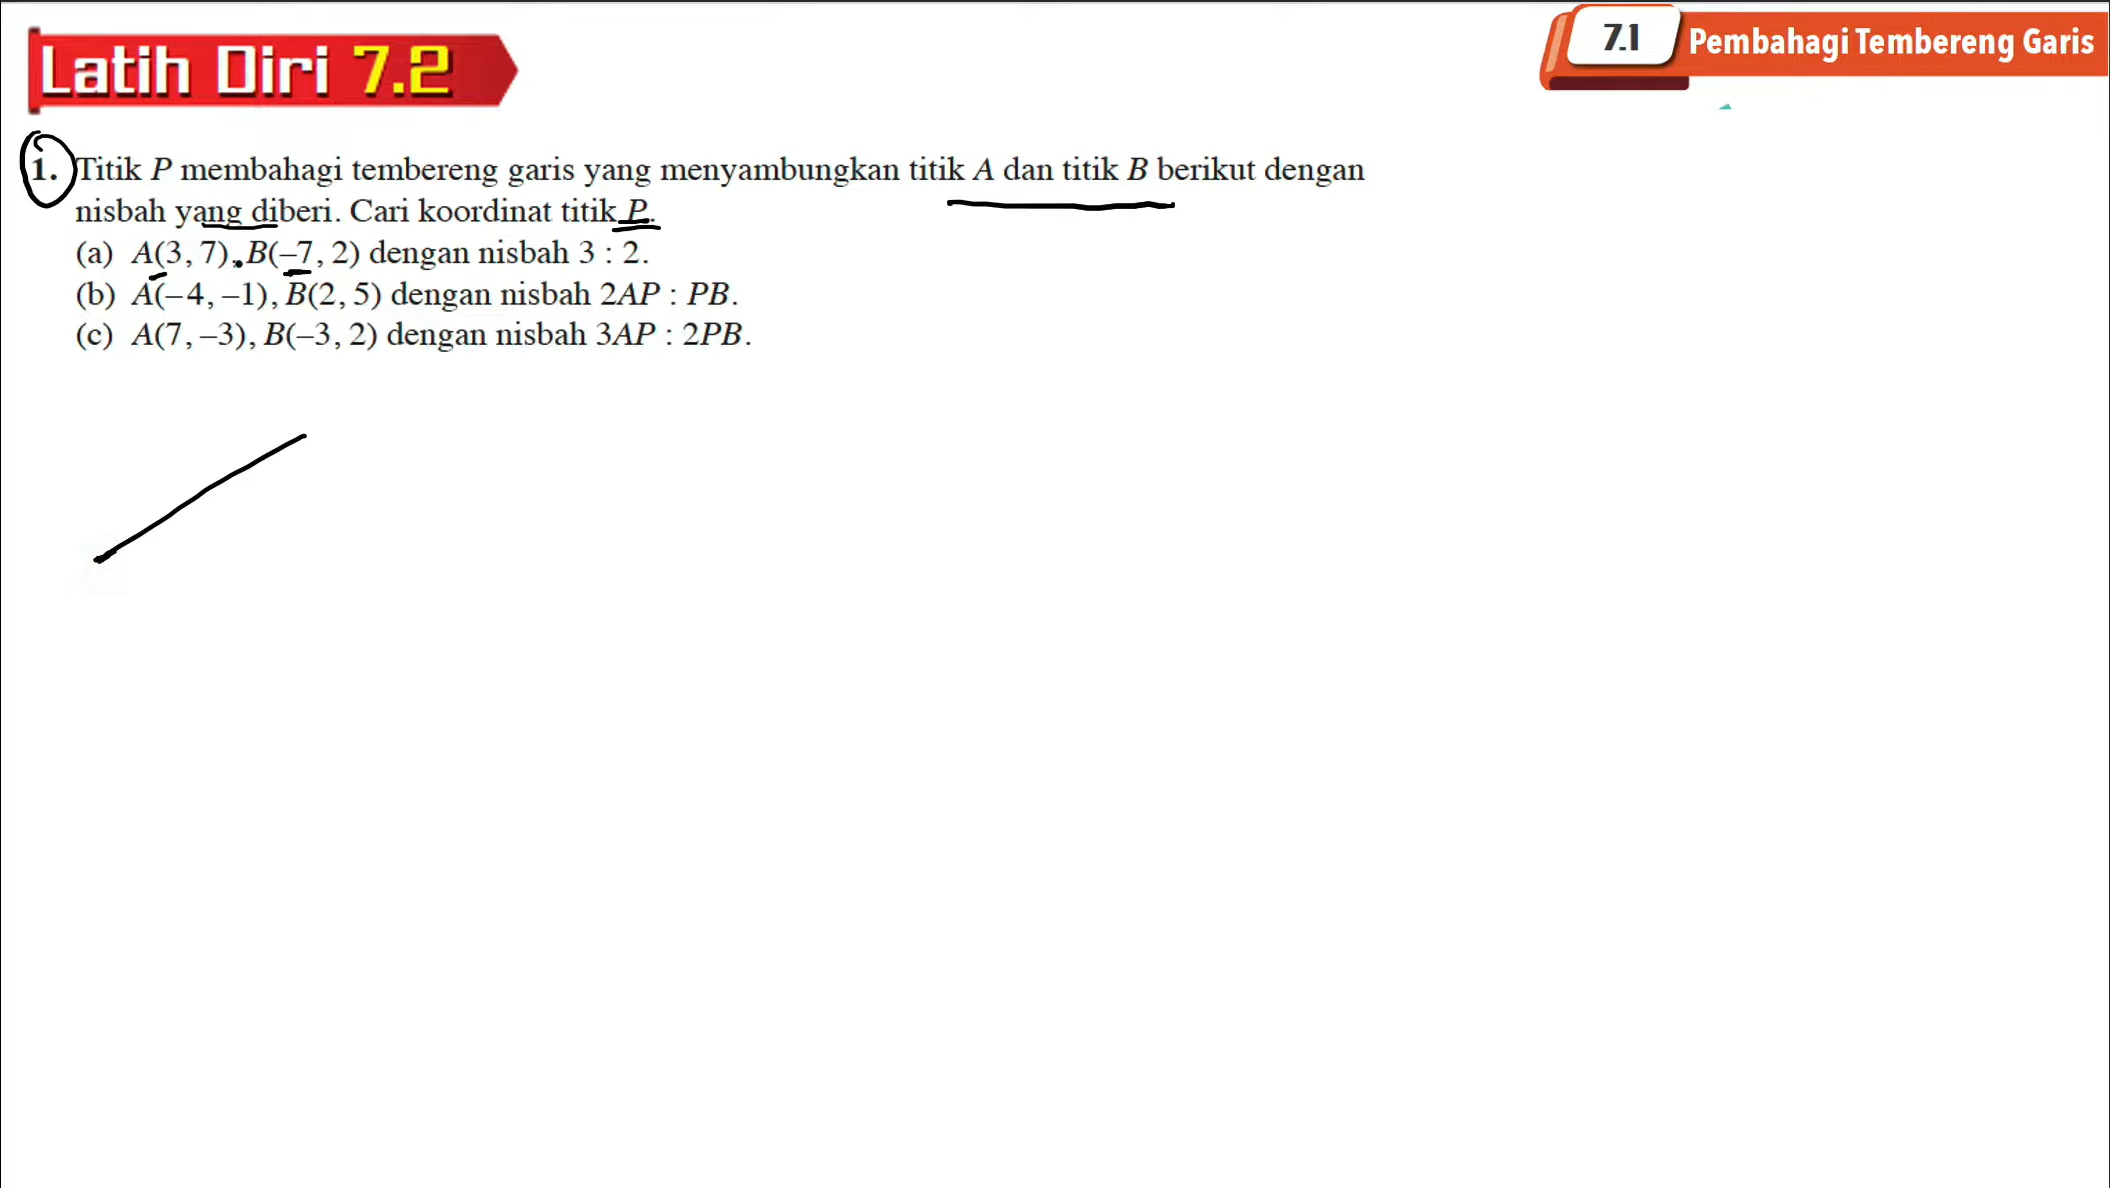 Latih Diri 7.2
7.1 Pembahagi Tembereng Garis
1. Titik P membahagi tembereng garis yang menyambungkan titik A dan titik B berikut dengan
nisbah yang diberi. Cari koordinat titik P.
(a) A(3, 7), B(–7, 2) dengan nisbah 3 : 2.
(b) A(–4, –1), B(2, 5) dengan nisbah 2AP : PB.
(c) A(7, –3), B(–3, 2) dengan nisbah 3AP : 2PB.